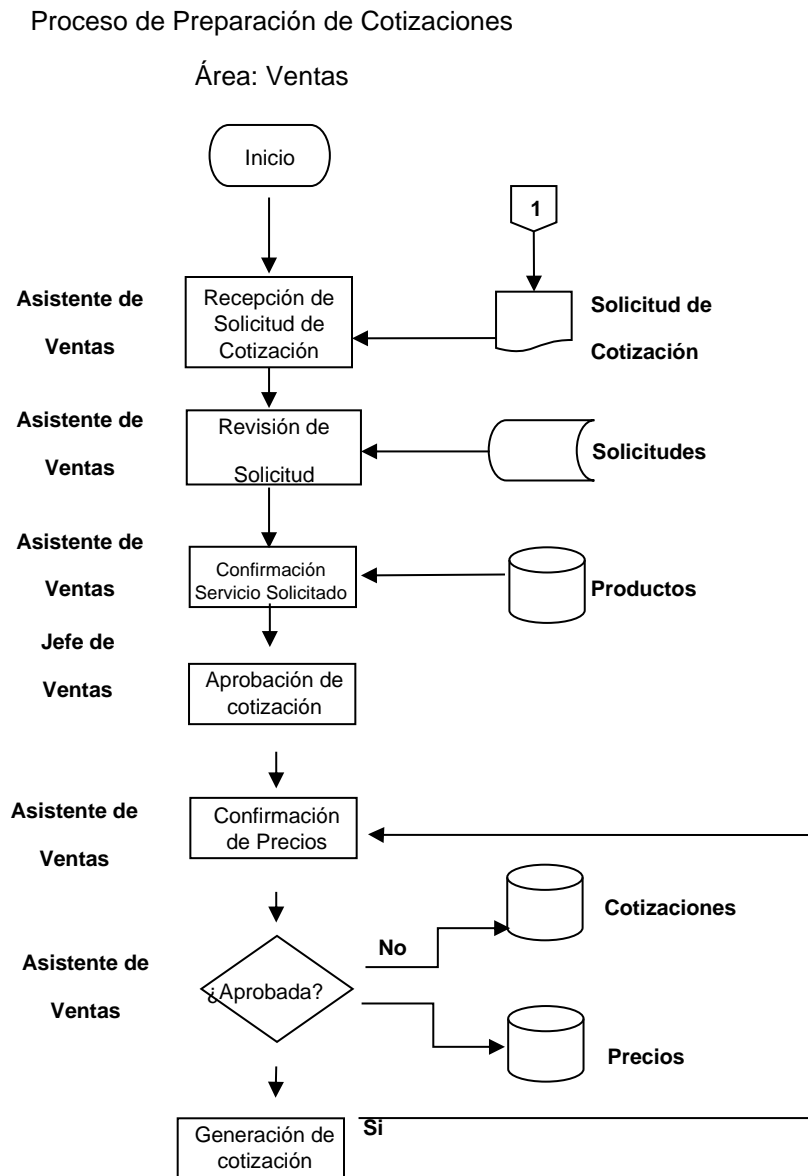 Proceso de Preparación de Cotizaciones
Área: Ventas
Inicio
1
Asistente de
Ventas
Recepción de
Solicitud de
Cotización
Solicitud de
Cotización
Asistente de
Ventas
Revisión de
Solicitud
Solicitudes
Asistente de
Ventas
Confirmación
Servicio Solicitado
Productos
Jefe de
Ventas
Aprobación de
cotización
Asistente de
Ventas
Confirmación
de Precios
Cotizaciones
No
Asistente de
Ventas
¿Aprobada?
Precios
Si
Generación de
cotización